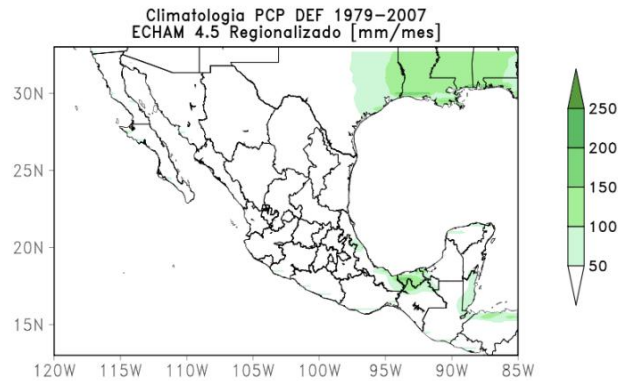 Climatologia PCP DEF 1979–2007
ECHAM 4.5 Regionalizado [mm/mes]
30N
25N
20N
15N
120W 115W 110W 105W 100W 95W 90W 85W
250
200
150
100
50